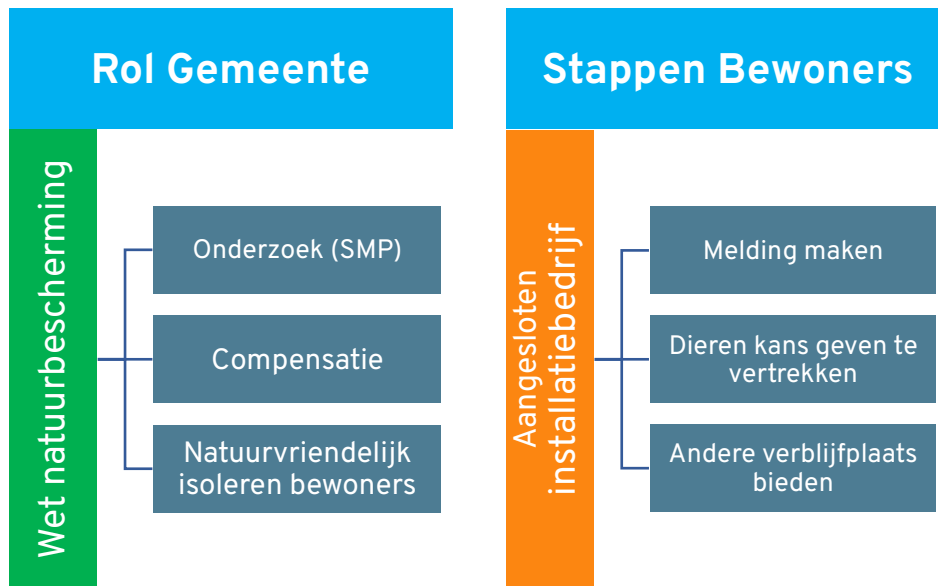 Rol Gemeente
Wet natuurbescherming
Onderzoek (SMP)
Compensatie
Natuurvriendelijk
isoleren bewoners
Stappen Bewoners
Aangesloten
installatiebedrijf
Melding maken
Dieren kans geven te
vertrekken
Andere verblijfplaats
bieden